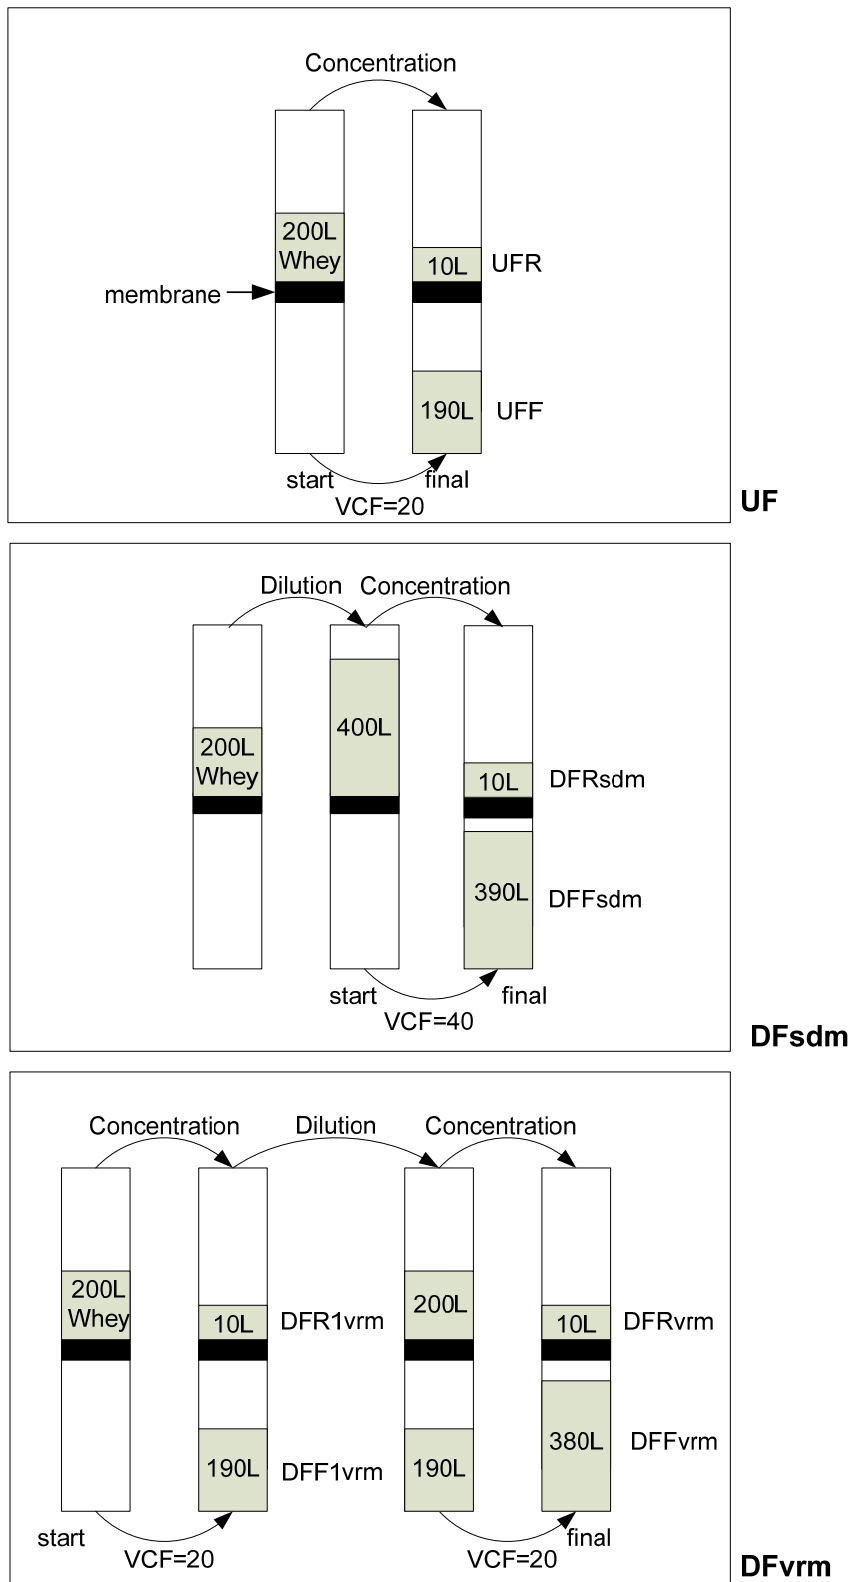 Concentration
200L
Whey
10L
UFR
membrane
190L
UFF
start
final
VCF=20
UF
Dilution
Concentration
200L
Whey
400L
10L
DFRsdm
390L
DFFsdm
start
final
VCF=40
DFsdm
Concentration
Dilution
Concentration
200L
Whey
10L
DFR1vrm
200L
10L
DFRvrm
190L
DFF1vrm
190L
380L
DFFvrm
start
final
VCF=20
VCF=20
DFvrm